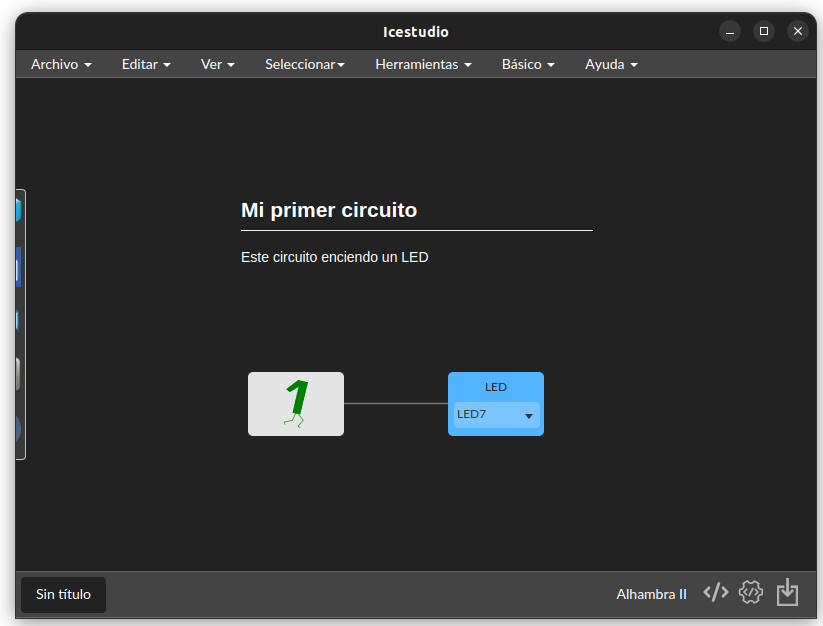 Icestudio
Archivo Editar Ver Seleccionar Herramientas Básico Ayuda
Mi primer circuito
Este circuito enciendo un LED
1
LED
LED7
Sin título
Alhambra II